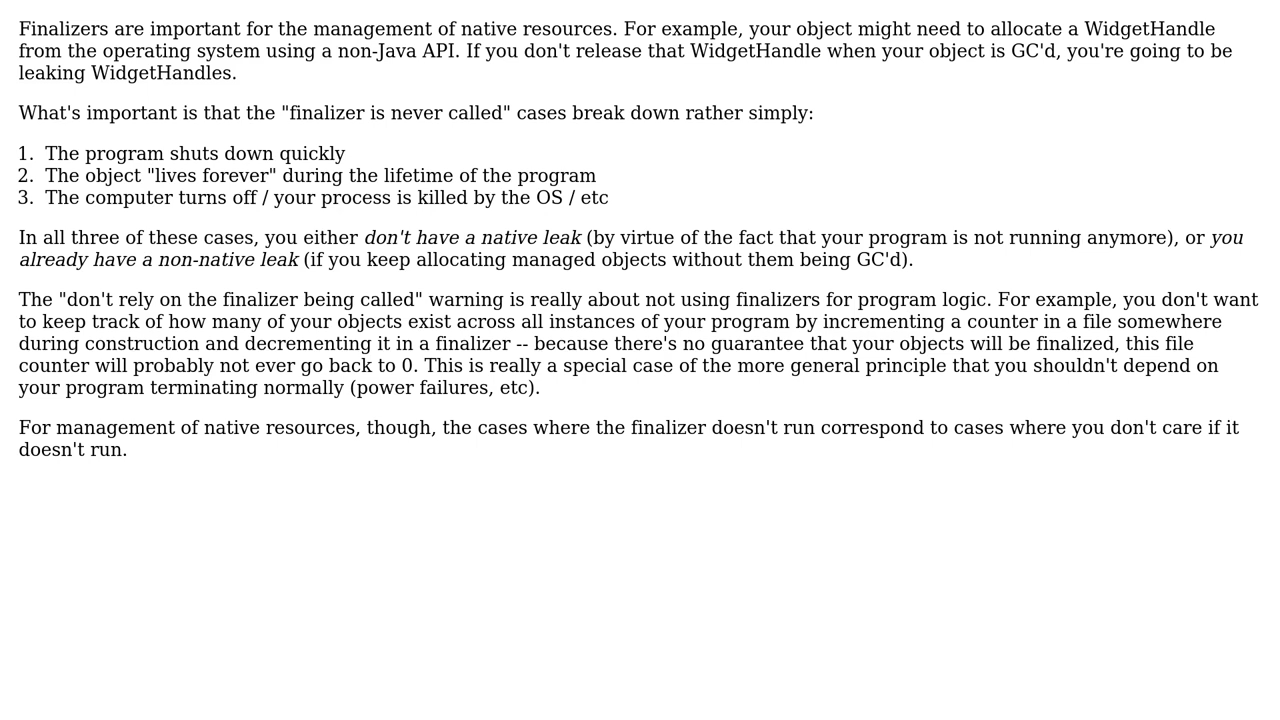 Finalizers are important for the management of native resources. For example, your object might need to allocate a WidgetHandle
from the operating system using a non-Java API. If you don't release that WidgetHandle when your object is GC'd, you're going to be
leaking WidgetHandles.
What's important is that the "finalizer is never called" cases break down rather simply:
1. The program shuts down quickly
2. The object "lives forever" during the lifetime of the program
3. The computer turns off / your process is killed by the OS / etc
In all three of these cases, you either don't have a native leak (by virtue of the fact that your program is not running anymore), or you
already have a non-native leak (if you keep allocating managed objects without them being GC'd).
The "don't rely on the finalizer being called" warning is really about not using finalizers for program logic. For example, you don't want
to keep track of how many of your objects exist across all instances of your program by incrementing a counter in a file somewhere
during construction and decrementing it in a finalizer -- because there's no guarantee that your objects will be finalized, this file
counter will probably not ever go back to 0. This is really a special case of the more general principle that you shouldn't depend on
your program terminating normally (power failures, etc).
For management of native resources, though, the cases where the finalizer doesn't run correspond to cases where you don't care if it
doesn't run.